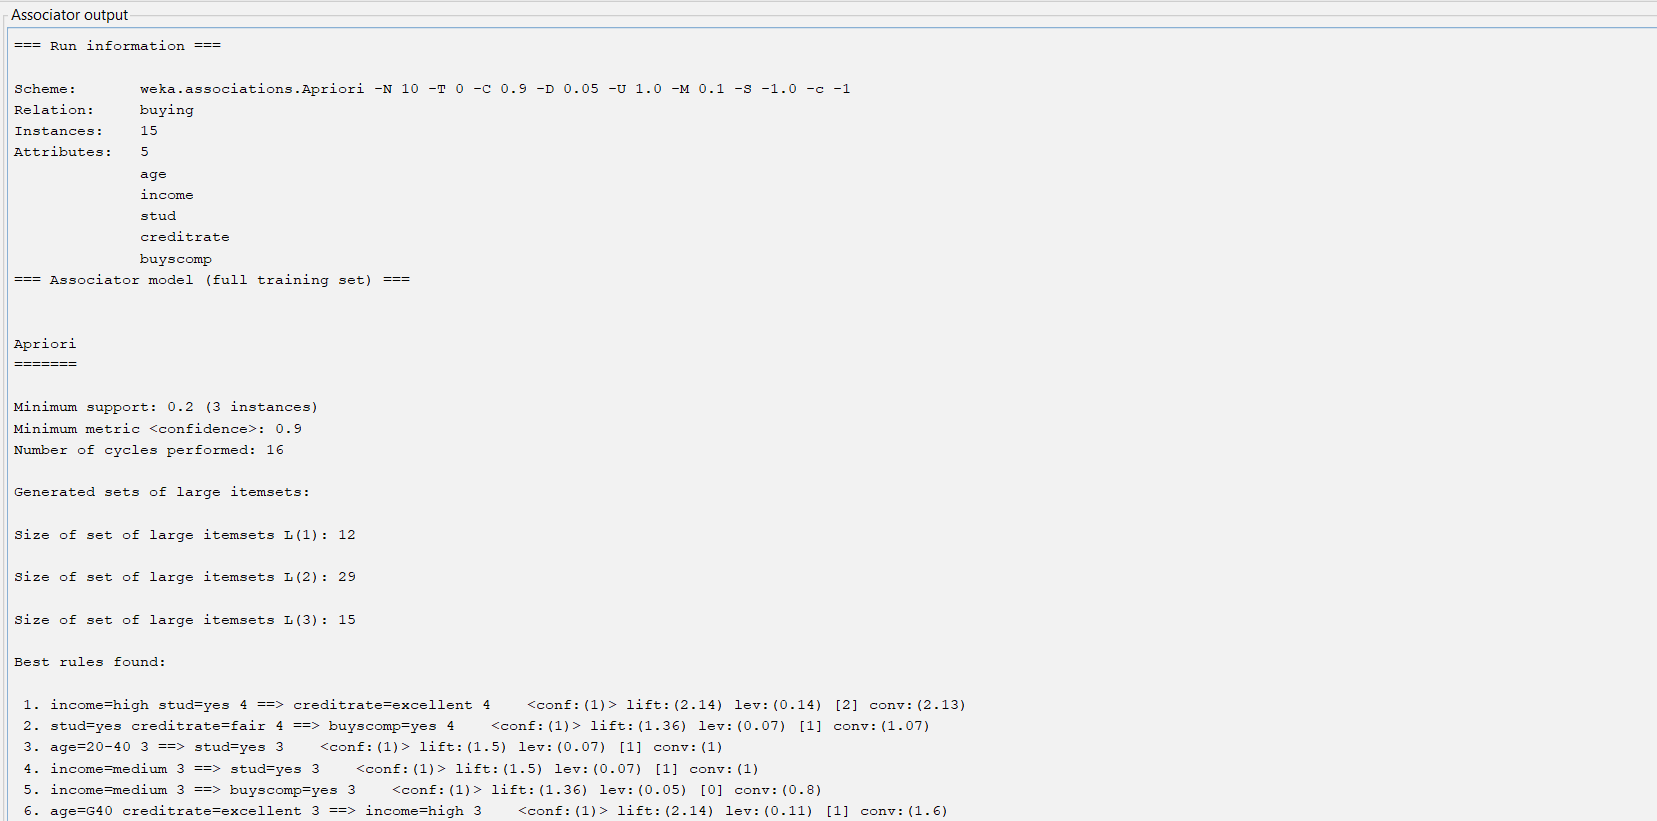 Associator output
=== Run information ===
Scheme:       weka.associations.Apriori -N 10 -T 0 -C 0.9 -D 0.05 -U 1.0 -M 0.1 -S -1.0 -c -1
Relation:     buying
Instances:    15
Attributes:   5
              age
              income
              stud
              creditrate
              buyscomp
=== Associator model (full training set) ===
Apriori
=======
Minimum support: 0.2 (3 instances)
Minimum metric <confidence>: 0.9
Number of cycles performed: 16
Generated sets of large itemsets:
Size of set of large itemsets L(1): 12
Size of set of large itemsets L(2): 29
Size of set of large itemsets L(3): 15
Best rules found:
 1. income=high stud=yes 4 ==> creditrate=excellent 4    <conf:(1)> lift:(2.14) lev:(0.14) [2] conv:(2.13)
 2. stud=yes creditrate=fair 4 ==> buyscomp=yes 4    <conf:(1)> lift:(1.36) lev:(0.07) [1] conv:(1.07)
 3. age=20-40 3 ==> stud=yes 3    <conf:(1)> lift:(1.5) lev:(0.07) [1] conv:(1)
 4. income=medium 3 ==> stud=yes 3    <conf:(1)> lift:(1.5) lev:(0.07) [1] conv:(1)
 5. income=medium 3 ==> buyscomp=yes 3    <conf:(1)> lift:(1.36) lev:(0.05) [0] conv:(0.8)
 6. age=G40 creditrate=excellent 3 ==> income=high 3    <conf:(1)> lift:(2.14) lev:(0.11) [1] conv:(1.6)